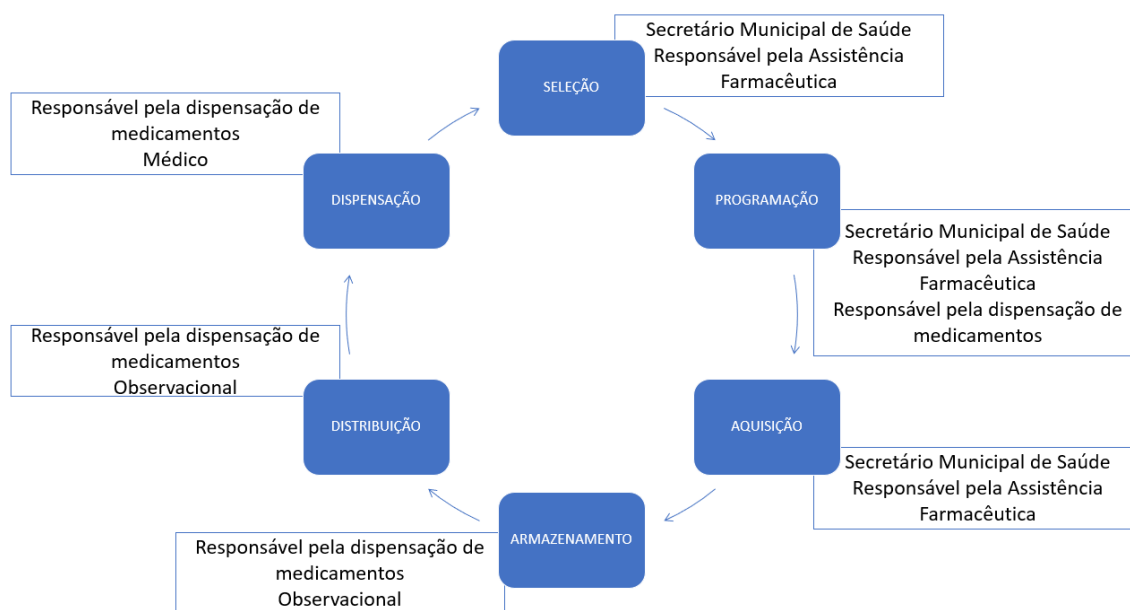 SELEÇÃO
Secretário Municipal de Saúde
Responsável pela Assistência
Farmacêutica
PROGRAMAÇÃO
Secretário Municipal de Saúde
Responsável pela Assistência
Farmacêutica
Responsável pela dispensação de
medicamentos
AQUISIÇÃO
Secretário Municipal de Saúde
Responsável pela Assistência
Farmacêutica
ARMAZENAMENTO
Responsável pela dispensação de
medicamentos
Observacional
DISTRIBUIÇÃO
Responsável pela dispensação de
medicamentos
Observacional
DISPENSAÇÃO
Responsável pela dispensação de
medicamentos
Médico